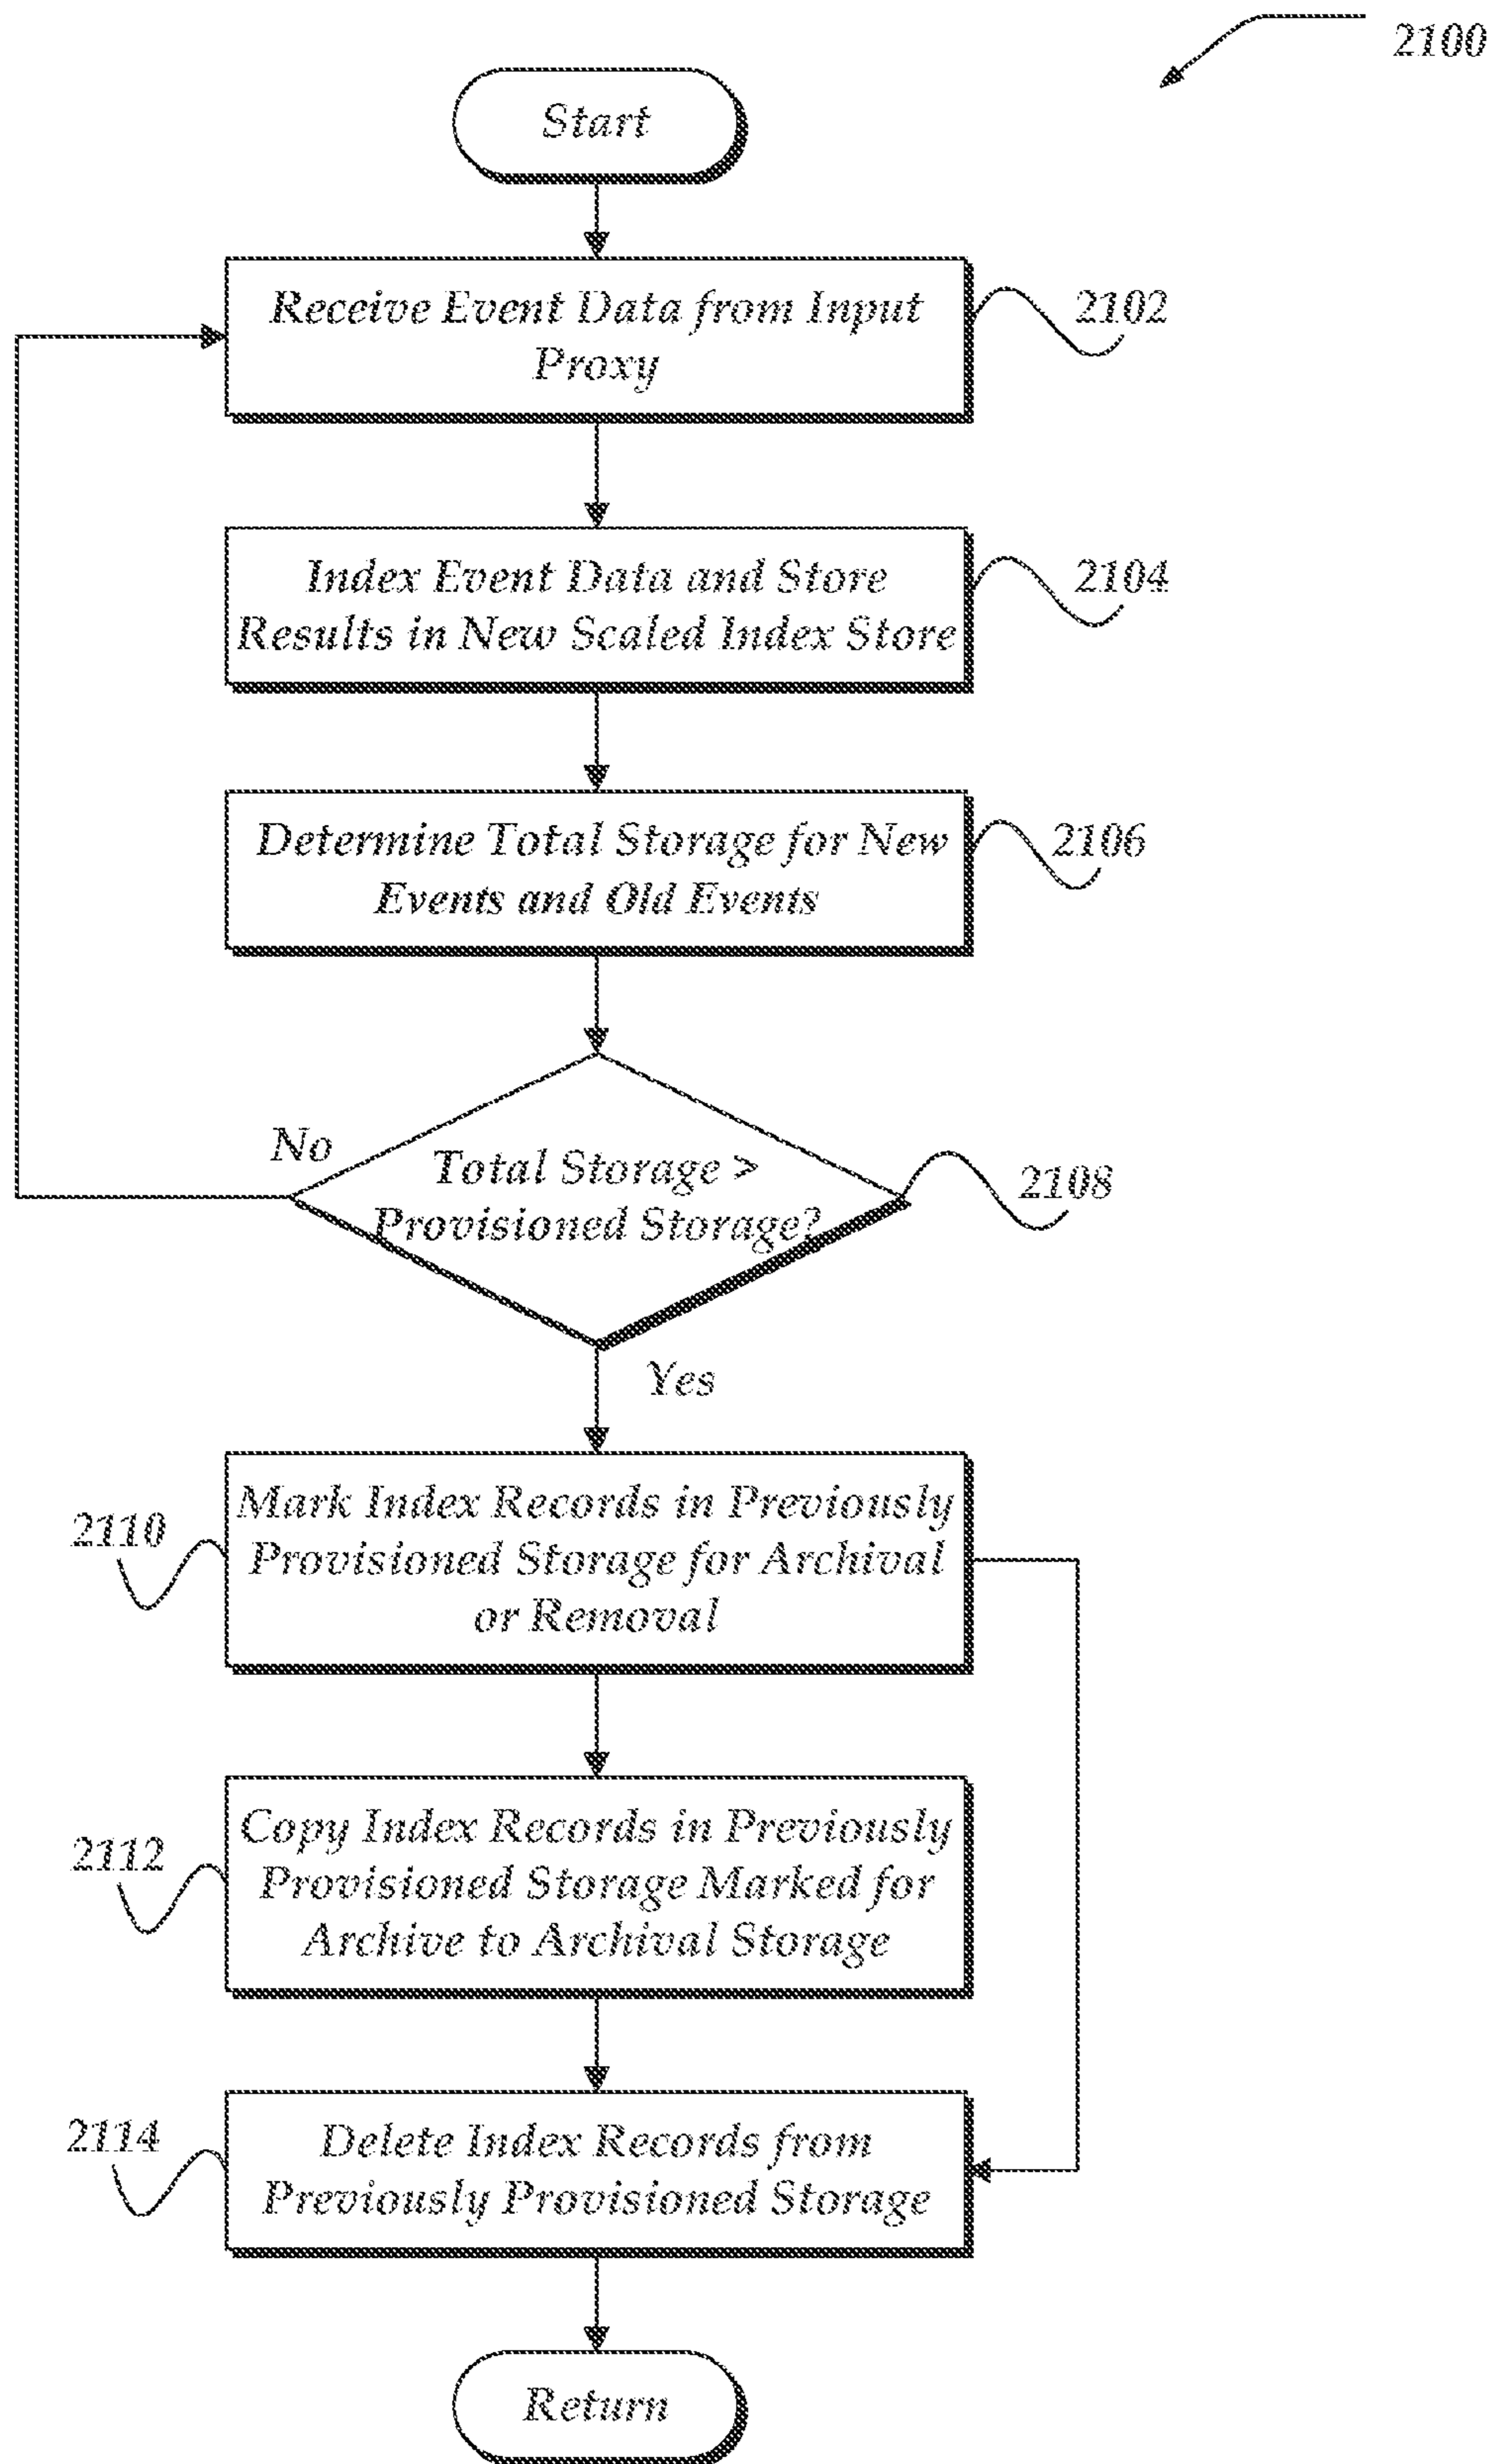 2100
Start
Receive Event Data from Input
Proxy
2102
Index Event Data and Store
Results in New Scaled Index Store
2104
Determine Total Storage for New
Events and Old Events
2106
No
Total Storage >
Provisioned Storage?
2108
Yes
2110
Mark Index Records in Previously
Provisioned Storage for Archival
or Removal
2112
Copy Index Records in Previously
Provisioned Storage Marked for
Archive to Archival Storage
2114
Delete Index Records from
Previously Provisioned Storage
Return